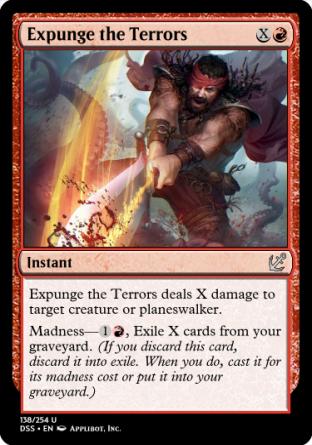 Expunge the Terrors X R
Instant
Expunge the Terrors deals X damage to
target creature or planeswalker.
Madness—1 R, Exile X cards from your
graveyard. (If you discard this card,
discard it into exile. When you do, cast it for
its madness cost or put it into your
graveyard.)
138/254 U
DSS • EN APPLIBOT, INC.